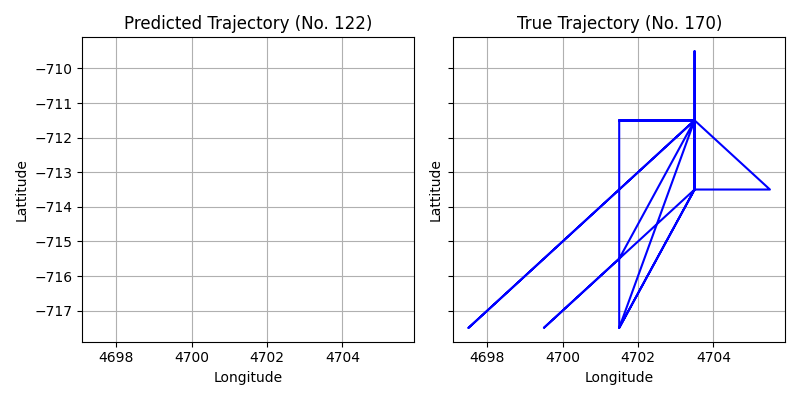 Predicted Trajectory (No. 122)
True Trajectory (No. 170)
−710
−711
−712
−713
−714
−715
−716
−717
Lattitude
Lattitude
4698 4700 4702 4704
4698 4700 4702 4704
Longitude
Longitude